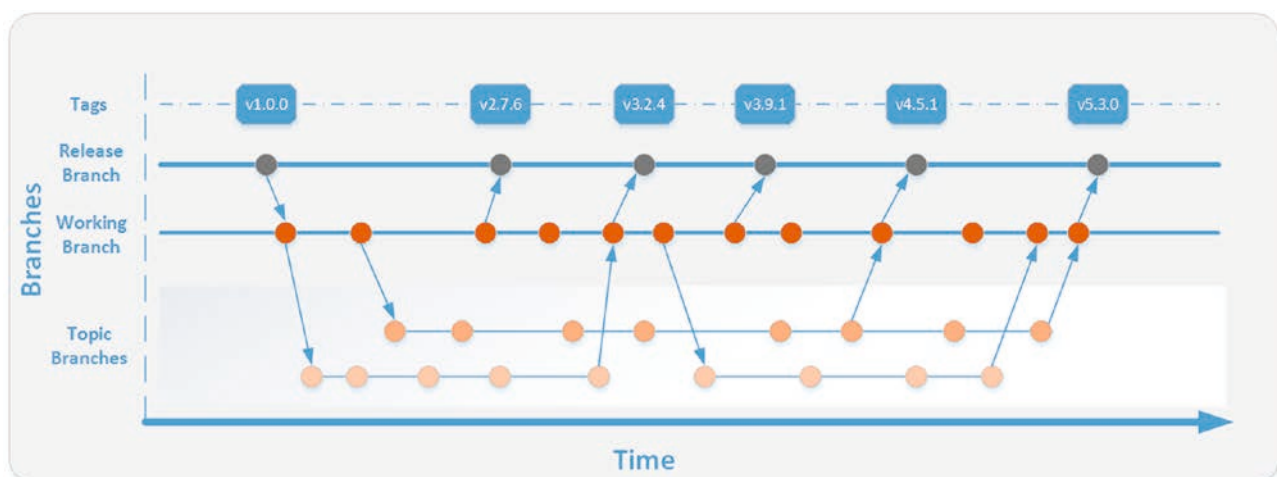 Tags
v1.0.0
v2.7.6
v3.2.4
v3.9.1
v4.5.1
v5.3.0
Release
Branch
Working
Branch
Topic
Branches
Branches
Time